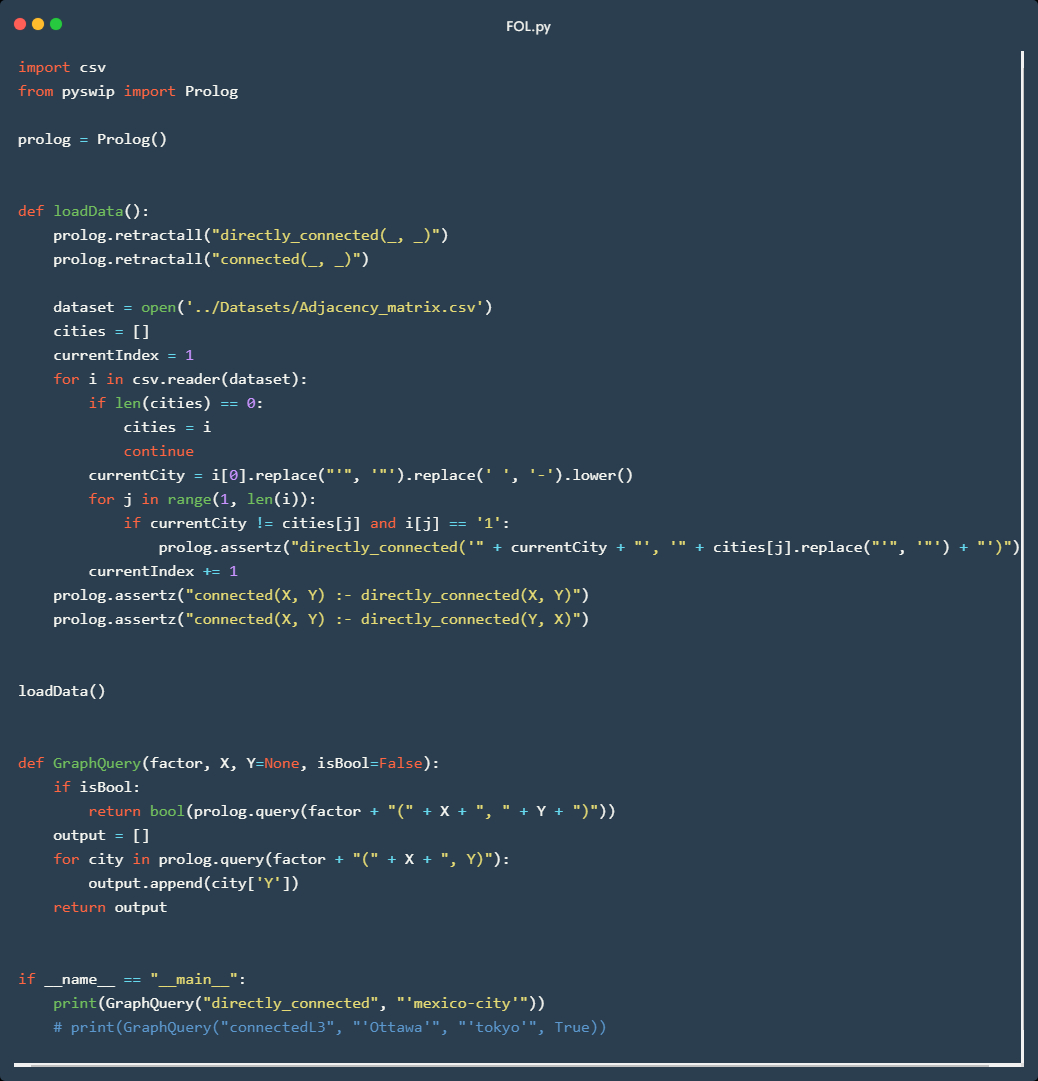 FOL.py
import csv
from pyswip import Prolog
prolog = Prolog()
def loadData():
    prolog.retractall("directly_connected(_, _)")
    prolog.retractall("connected(_, _)")
    dataset = open('../Datasets/Adjacency_matrix.csv')
    cities = []
    currentIndex = 1
    for i in csv.reader(dataset):
        if len(cities) == 0:
            cities = i
            continue
        currentCity = i[0].replace("'", '"').replace(' ', '-').lower()
        for j in range(1, len(i)):
            if currentCity != cities[j] and i[j] == '1':
                prolog.assertz("directly_connected('" + currentCity + "', '" + cities[j].replace("'", '"') + "')")
        currentIndex += 1
    prolog.assertz("connected(X, Y) :- directly_connected(X, Y)")
    prolog.assertz("connected(X, Y) :- directly_connected(Y, X)")
loadData()
def GraphQuery(factor, X, Y=None, isBool=False):
    if isBool:
        return bool(prolog.query(factor + "(" + X + ", " + Y + ")"))
    output = []
    for city in prolog.query(factor + "(" + X + ", Y)"):
        output.append(city['Y'])
    return output
if __name__ == "__main__":
    print(GraphQuery("directly_connected", "'mexico-city'"))
    # print(GraphQuery("connectedL3", "'Ottawa'", "'tokyo'", True))